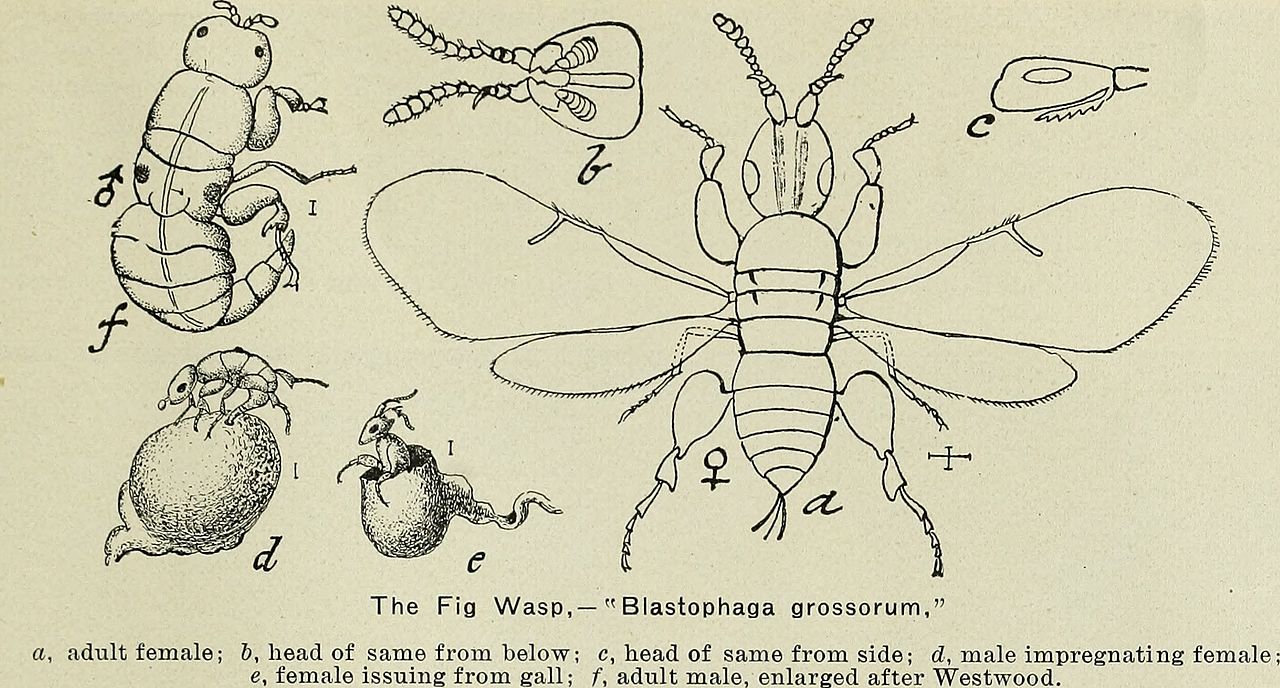 b
c
♂
f
♀
a
d
e
The Fig Wasp,—"Blastophaga grossorum,"
a, adult female; b, head of same from below; c, head of same from side; d, male impregnating female;
e, female issuing from gall; f, adult male, enlarged after Westwood.